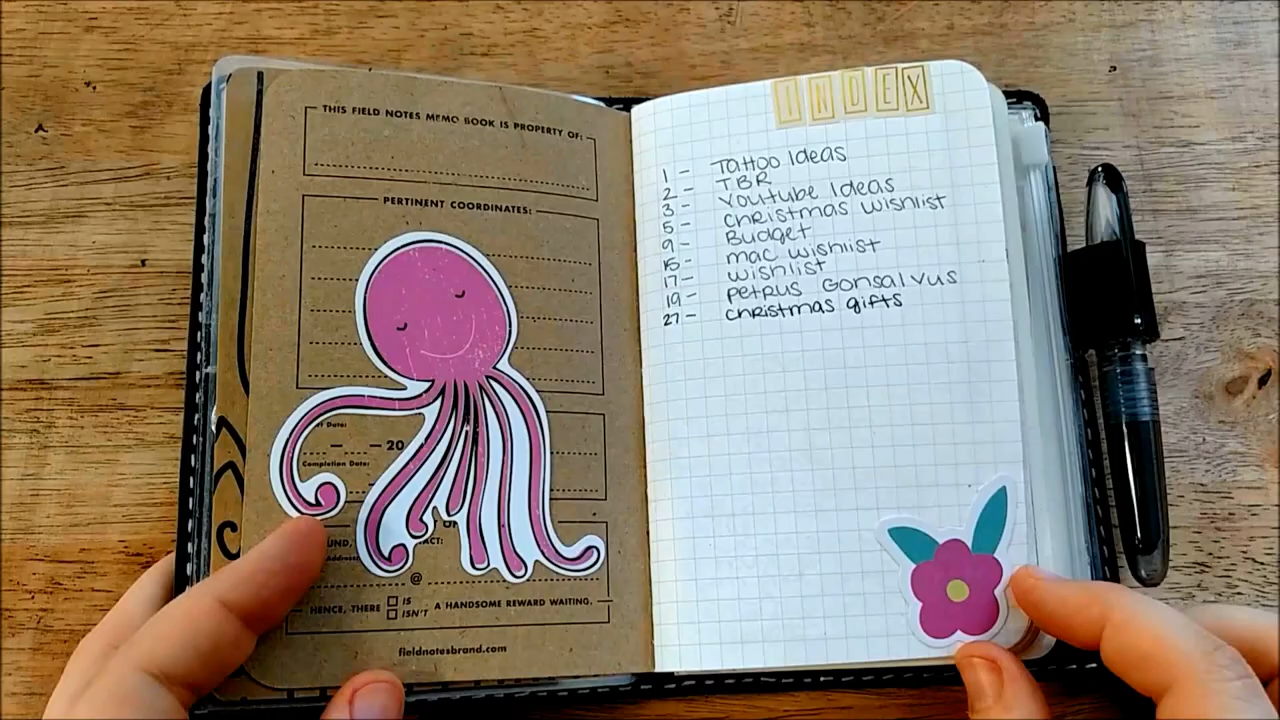 THIS FIELD NOTES MEMO BOOK IS PROPERTY OF:
PERTINENT COORDINATES:
Date:
20
Completion Date:
@
HENCE, THERE IS A HANDSOME REWARD WAITING.
ISN'T
fieldnotesbrand.com
INDEX
1 - Tattoo Ideas
2 - TBR
3 - Youtube Ideas
5 - Christmas wishlist
9 - Budget
15 - mac wishlist
17 - wishlist
19 - Petrus Gonsalvus
27 - Christmas gifts